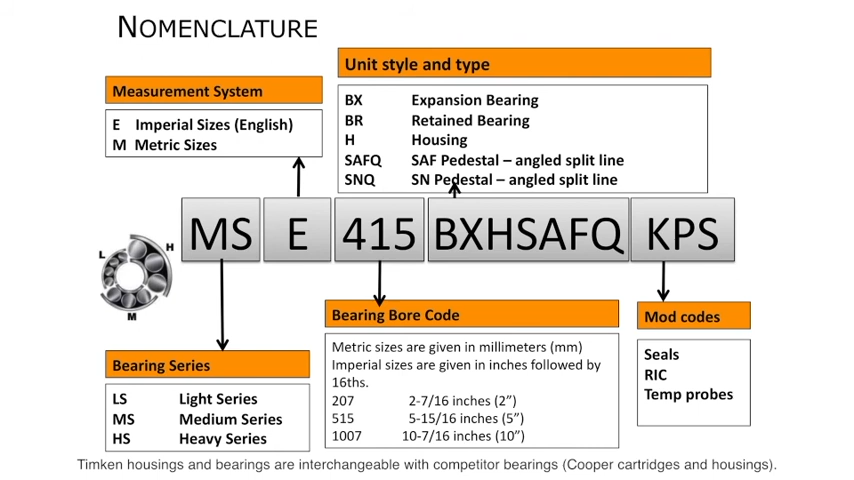 NOMENCLATURE
Unit style and type
Measurement System
BX Expansion Bearing
BR Retained Bearing
H Housing
SAFQ SAF Pedestal – angled split line
SNQ SN Pedestal – angled split line
E Imperial Sizes (English)
M Metric Sizes
MS E 415 BXHSAFQ KPS
L
H
M
Bearing Bore Code
Mod codes
Metric sizes are given in millimeters (mm)
Imperial sizes are given in inches followed by
16ths.
207 2-7/16 inches (2”)
515 5-15/16 inches (5”)
1007 10-7/16 inches (10”)
Seals
RIC
Temp probes
Bearing Series
LS Light Series
MS Medium Series
HS Heavy Series
Timken housings and bearings are interchangeable with competitor bearings (Cooper cartridges and housings).